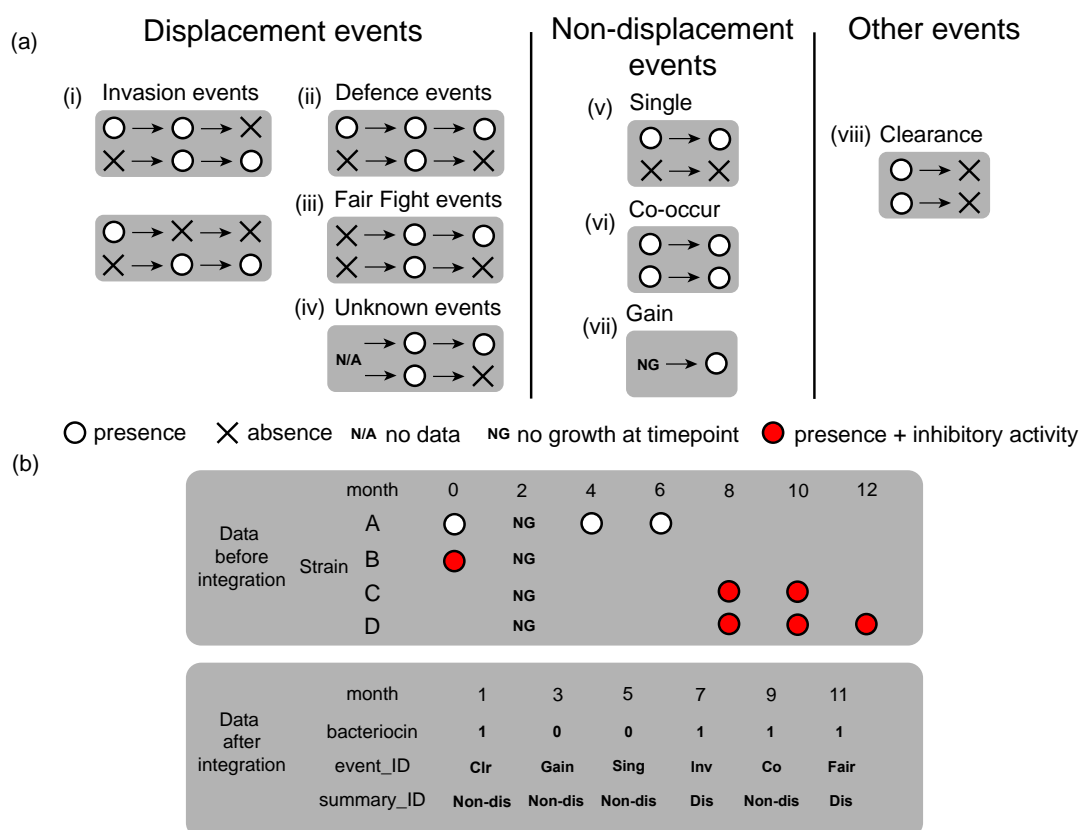 (a)
Displacement events
Non-displacement
events
Other events
(i) Invasion events
(ii) Defence events
(iii) Fair Fight events
(iv) Unknown events
N/A
(v) Single
(vi) Co-occur
(vii) Gain
NG
(viii) Clearance
presence absence N/A no data NG no growth at timepoint presence + inhibitory activity
(b)
Data
before
integration
Strain
month 0 2 4 6 8 10 12
A NG
B NG
C NG
D NG
Data
after
integration
month 1 3 5 7 9 11
bacteriocin 1 0 0 1 1 1
event_ID Clr Gain Sing Inv Co Fair
summary_ID Non-dis Non-dis Non-dis Dis Non-dis Dis